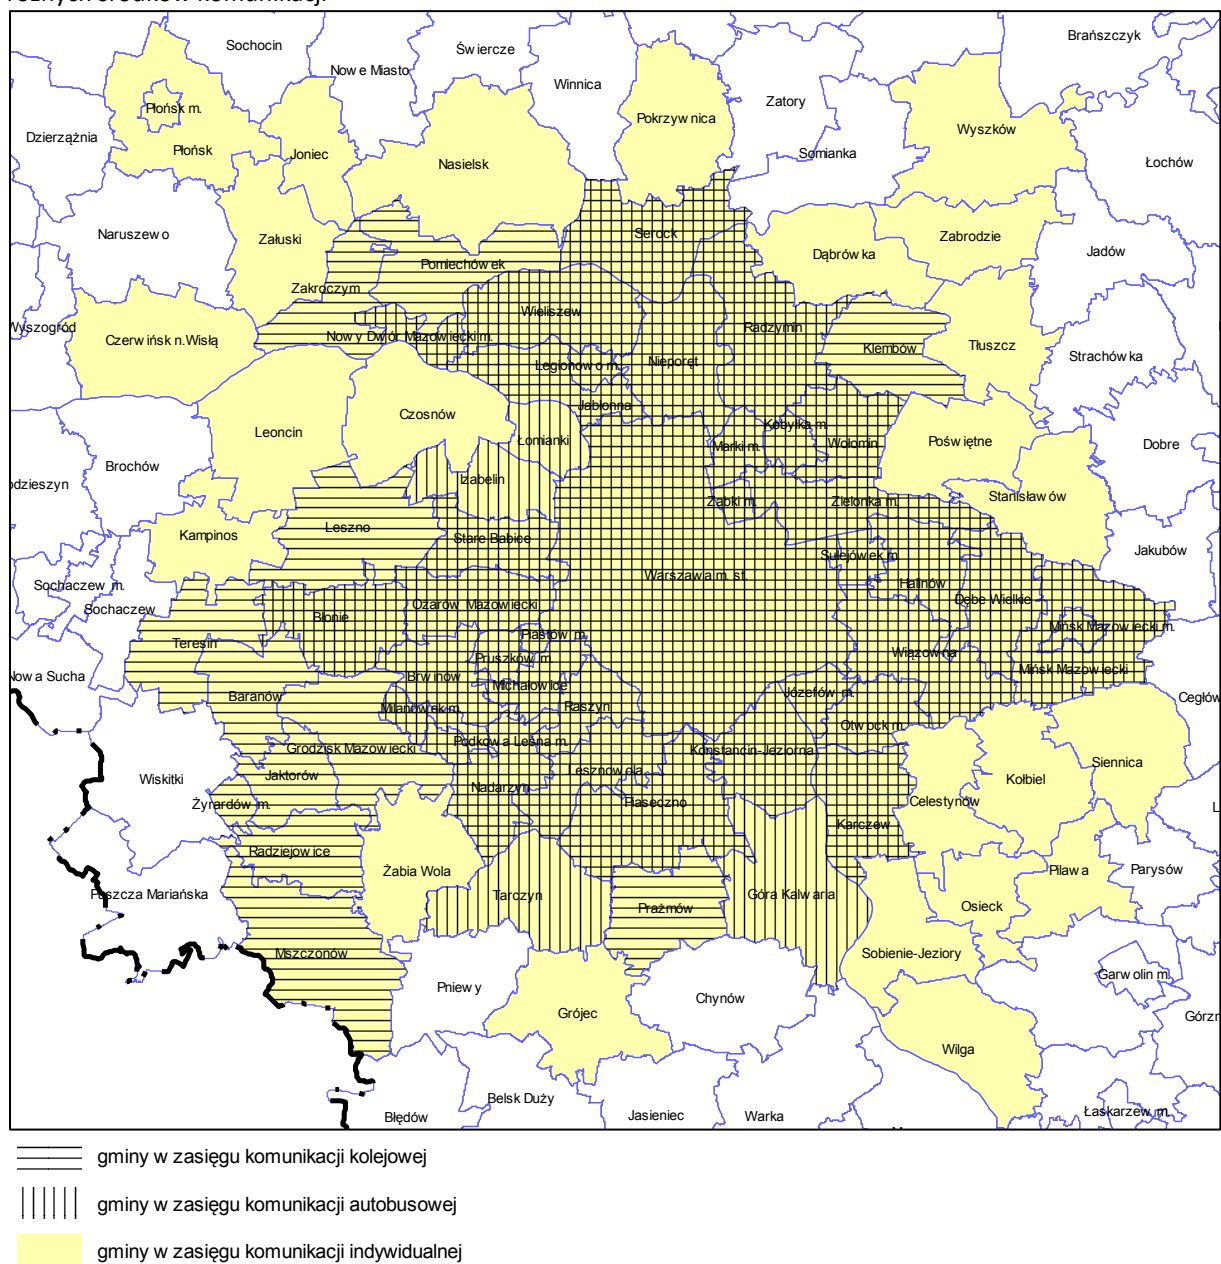 różnych środków komunikacji
Sochocin
Świercze
Brańszczyk
Nowe Miasto
Winnica
Zatory
Płońsk m.
Pokrzywnica
Wyszków
Dzierzążnia
Płońsk
Joniec
Nasielsk
Somianka
Łochów
Naruszewo
Załuski
Serock
Zabrodzie
Dąbrówka
Jadów
Pomiechówek
Zakroczym
Wyszogród
Czerwińsk n.Wisłą
Nowy Dwór Mazowiecki m.
Wieliszew
Radzymin
Klembów
Tłuszcz
Strachówka
Legionowo m.
Nieporęt
Jabłonna
Czosnów
Leoncin
Łomianki
Kobyłka m.
Marki m.
Wołomin
Poświętne
Dobre
Brochów
odzieszyn
Izabelin
Ząbki m.
Zielonka m.
Stanisławów
Kampinos
Leszno
Stare Babice
Sulejówek m.
Jakubów
Sochaczew m.
Sochaczew
Warszawa m. st.
Halinów
Dębe Wielkie
Ożarów Mazowiecki
Błonie
Piastów m.
Mińsk Mazowiecki m.
Teresin
Pruszków m.
Wiązowna
Mińsk Mazowiecki
Nowa Sucha
Brwinów
Michałowice
Baranów
Milanówek m.
Raszyn
Józefów m.
Cegłów
Otwock m.
Grodzisk Mazowiecki
Podkowa Leśna m.
Konstancin-Jeziorna
Wiskitki
Jaktorów
Lesznowola
Kołbiel
Siennica
Nadarzyn
Żyrardów m.
Piaseczno
Celestynów
Karczew
Radziejowice
Żabia Wola
Pilawa
Parysów
Puszcza Mariańska
Tarczyn
Prażmów
Góra Kalwaria
Osieck
Mszczonów
Sobienie-Jeziory
Garwolin m.
Pniewy
Chynów
Grójec
Górzn
Wilga
Belsk Duży
Błędów
Jasieniec
Warka
Łaskarzew m.
gminy w zasięgu komunikacji kolejowej
gminy w zasięgu komunikacji autobusowej
gminy w zasięgu komunikacji indywidualnej